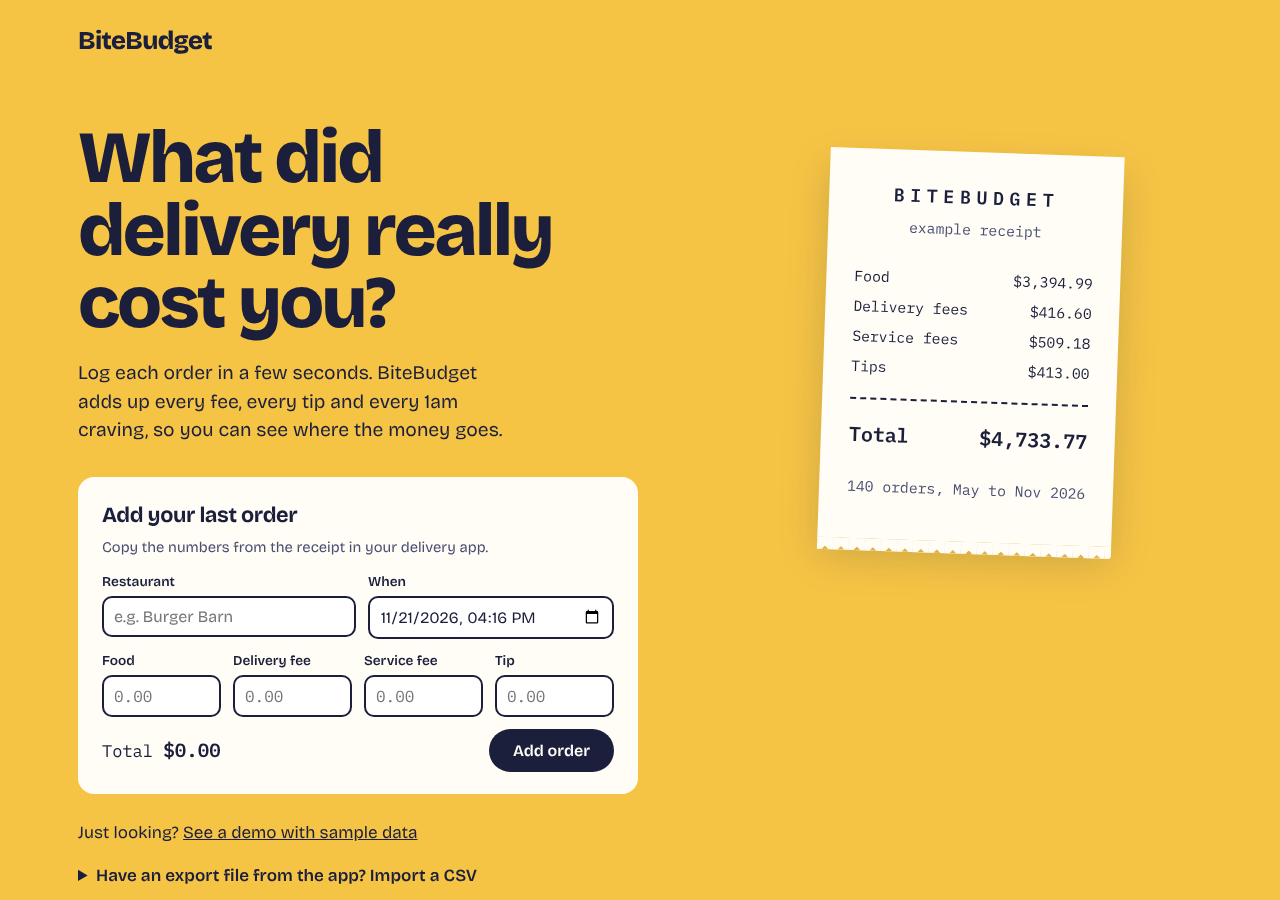 BiteBudget
What did
delivery really
cost you?
Log each order in a few seconds. BiteBudget
adds up every fee, every tip and every 1am
craving, so you can see where the money goes.
Add your last order
Copy the numbers from the receipt in your delivery app.
Restaurant When
e.g. Burger Barn 11/21/2026, 04:16 PM
Food Delivery fee Service fee Tip
0.00 0.00 0.00 0.00
Total $0.00 Add order
Just looking? See a demo with sample data
Have an export file from the app? Import a CSV
BITEBUDGET
example receipt
Food $3,394.99
Delivery fees $416.60
Service fees $509.18
Tips $413.00
Total $4,733.77
140 orders, May to Nov 2026